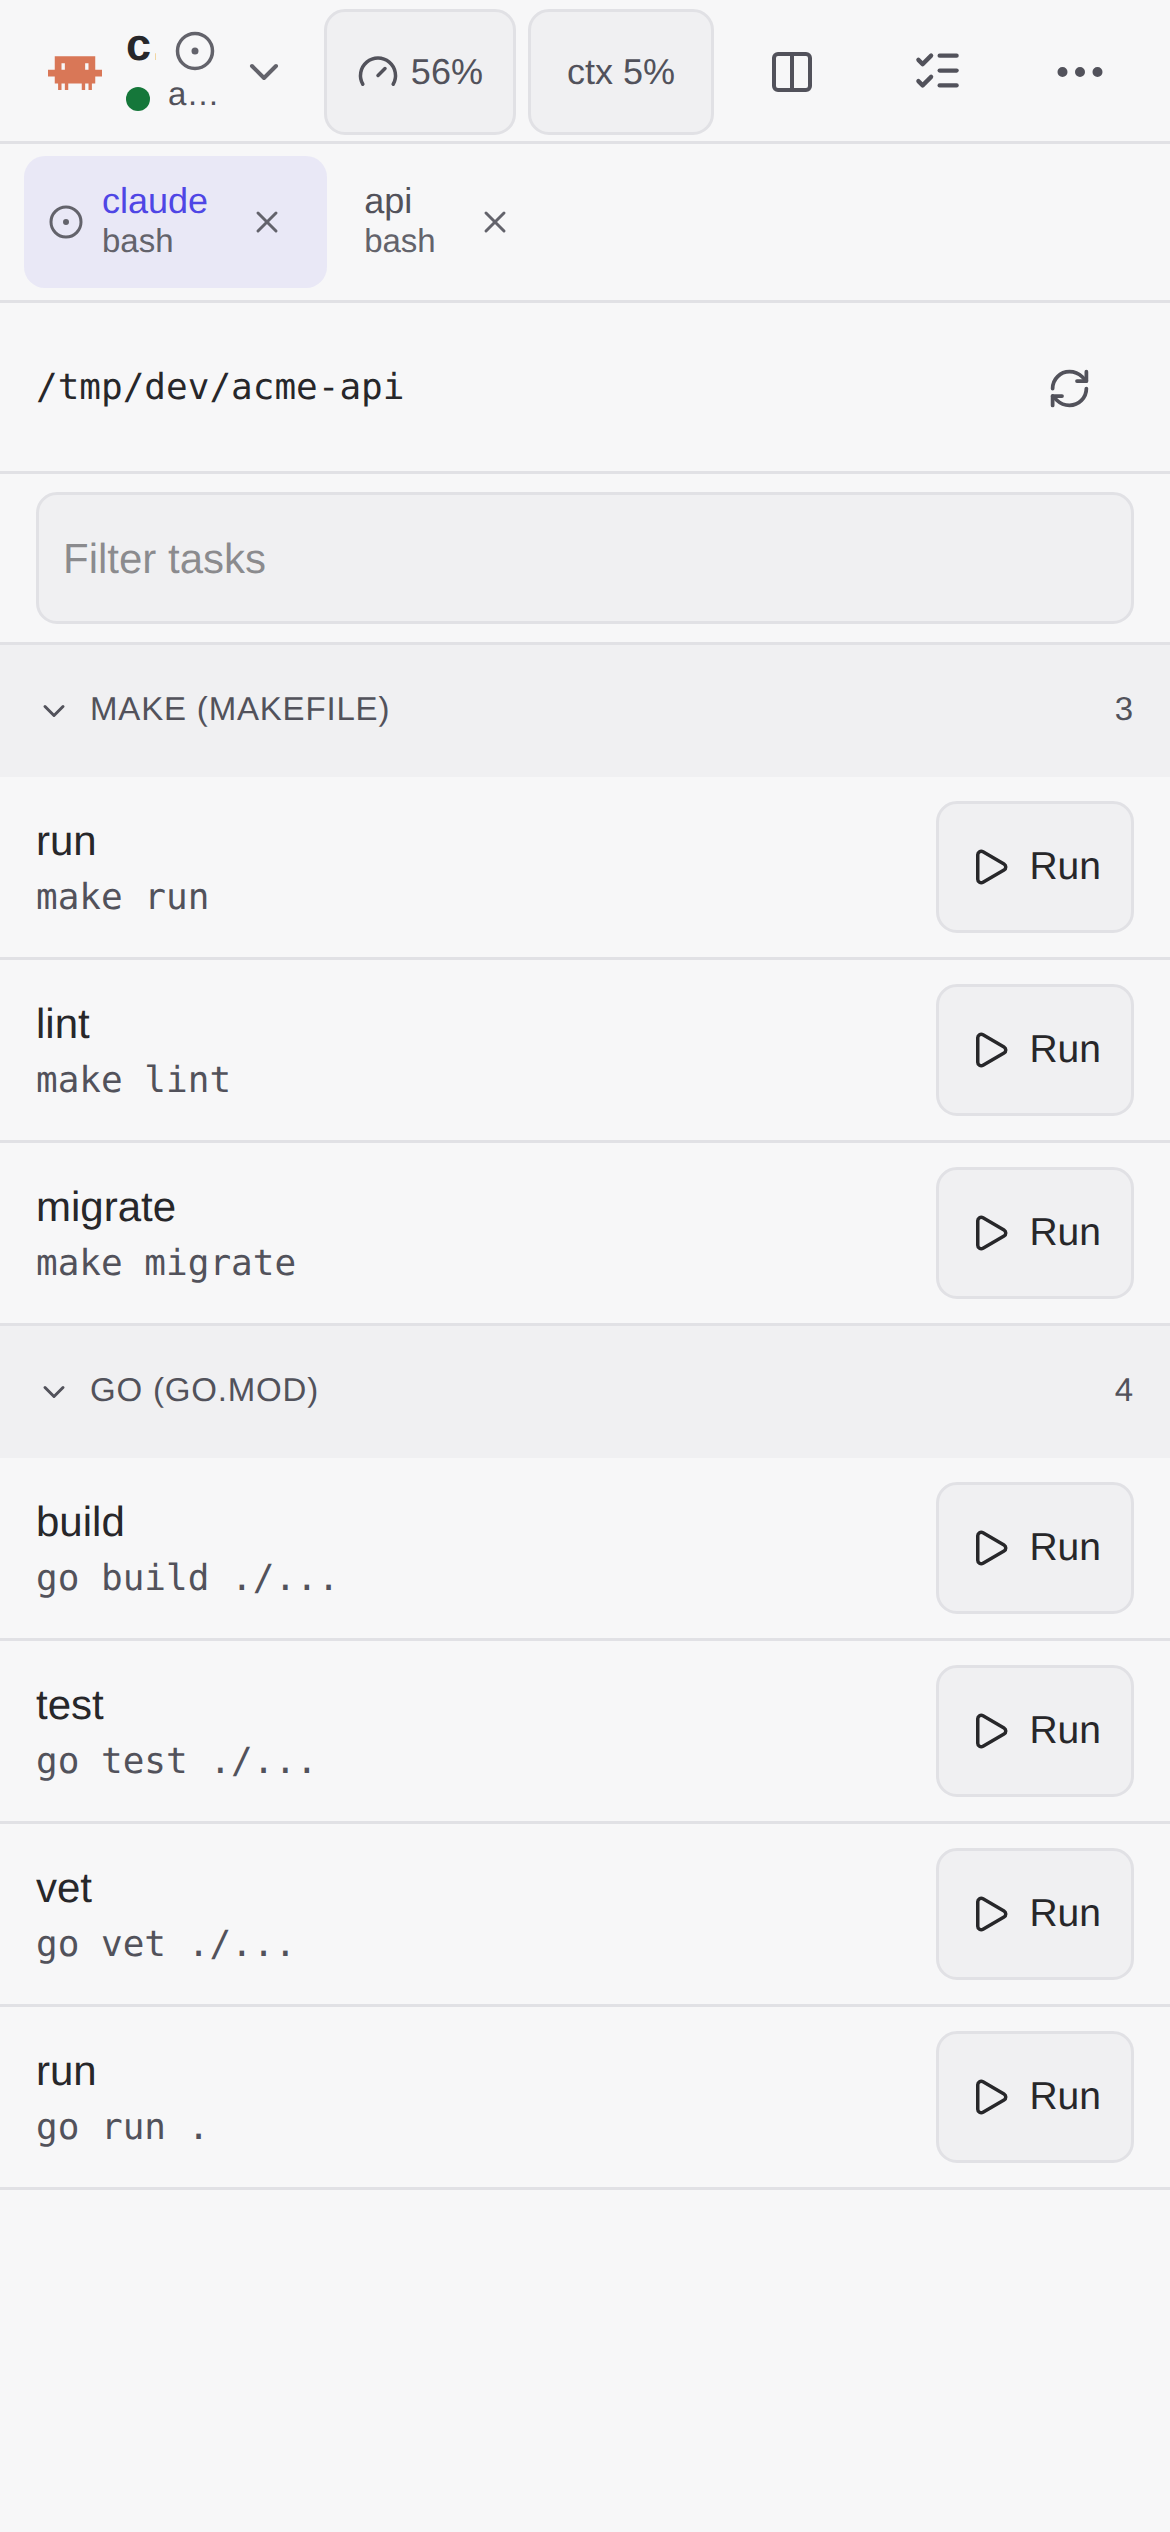 c
a...
56%
ctx 5%
claude
bash
api
bash
/tmp/dev/acme-api
Filter tasks
MAKE (MAKEFILE)
3
run
make run
Run
lint
make lint
Run
migrate
make migrate
Run
GO (GO.MOD)
4
build
go build ./...
Run
test
go test ./...
Run
vet
go vet ./...
Run
run
go run .
Run